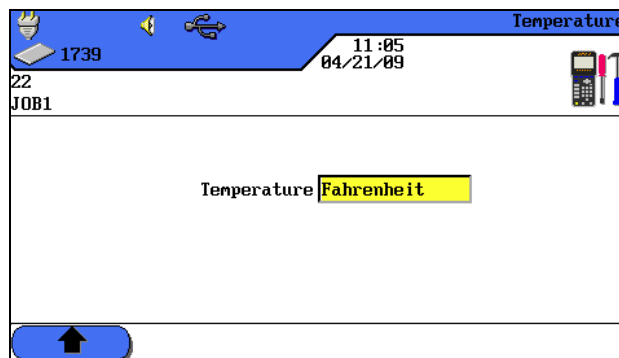 Temperature
1739
11:05
04/21/09
22
JOB1
Temperature Fahrenheit